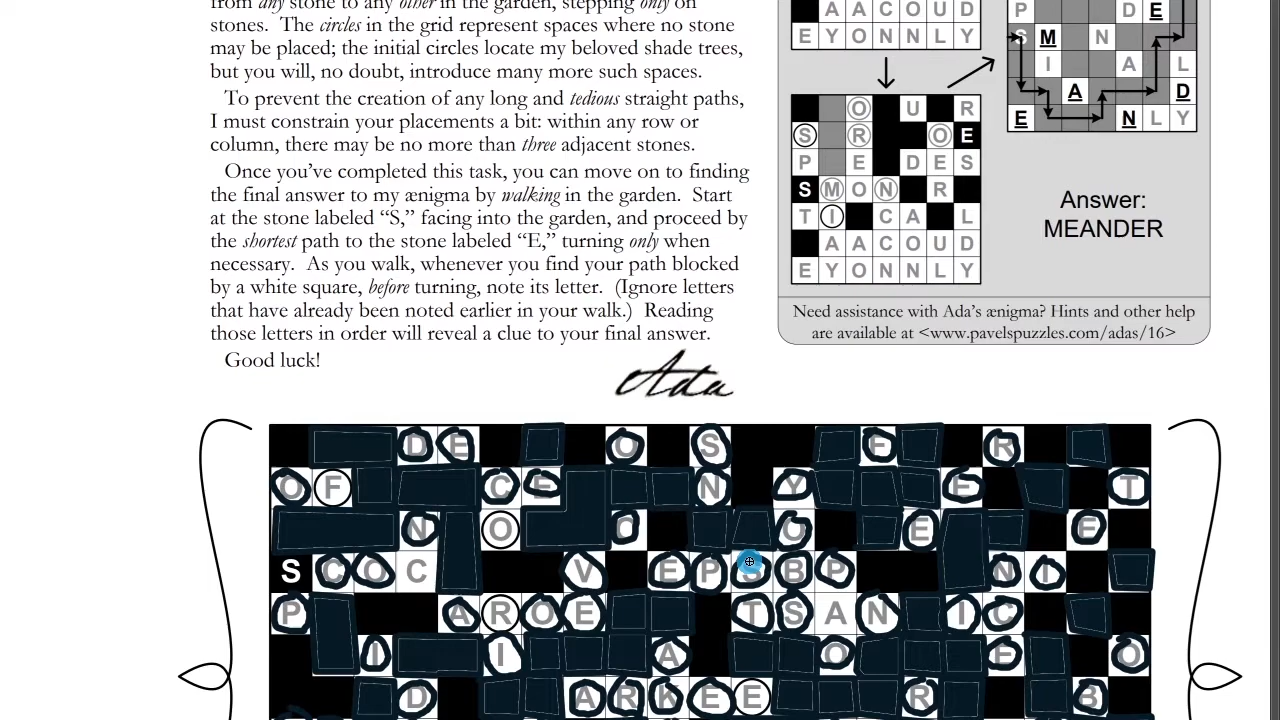 from any stone to any other in the garden, stepping only on
stones. The circles in the grid represent spaces where no stone
may be placed; the initial circles locate my beloved shade trees,
but you will, no doubt, introduce many more such spaces.
To prevent the creation of any long and tedious straight paths,
I must constrain your placements a bit: within any row or
column, there may be no more than three adjacent stones.
Once you’ve completed this task, you can move on to finding
the final answer to my ænigma by walking in the garden. Start
at the stone labeled “S,” facing into the garden, and proceed by
the shortest path to the stone labeled “E,” turning only when
necessary. As you walk, whenever you find your path blocked
by a white square, before turning, note its letter. (Ignore letters
that have already been noted earlier in your walk.) Reading
those letters in order will reveal a clue to your final answer.
Good luck!
Ada
A A C O U D
E Y O N N L Y
O U R
S R O E
P E D E S
S M O N R
T I C A L
A A C O U D
E Y O N N L Y
P D E
S M N
I A L
A D
E N L Y
Answer:
MEANDER
Need assistance with Ada’s ænigma? Hints and other help
are available at <www.pavelspuzzles.com/adas/16>
D E O S F R
O F C E N Y E T
N O C O E E
S C O C V E P S B P N I
P A R O E T S A N I C
I I A O E O
D A R K E E R B